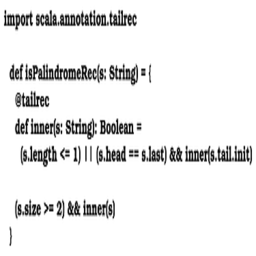 import scala.annotation.tailrec
def isPalindromeRec(s: String) = {
@tailrec
def inner(s: String): Boolean =
(s.length <= 1) || (s.head == s.last) && inner(s.tail.init)
(s.size >= 2) && inner(s)
}